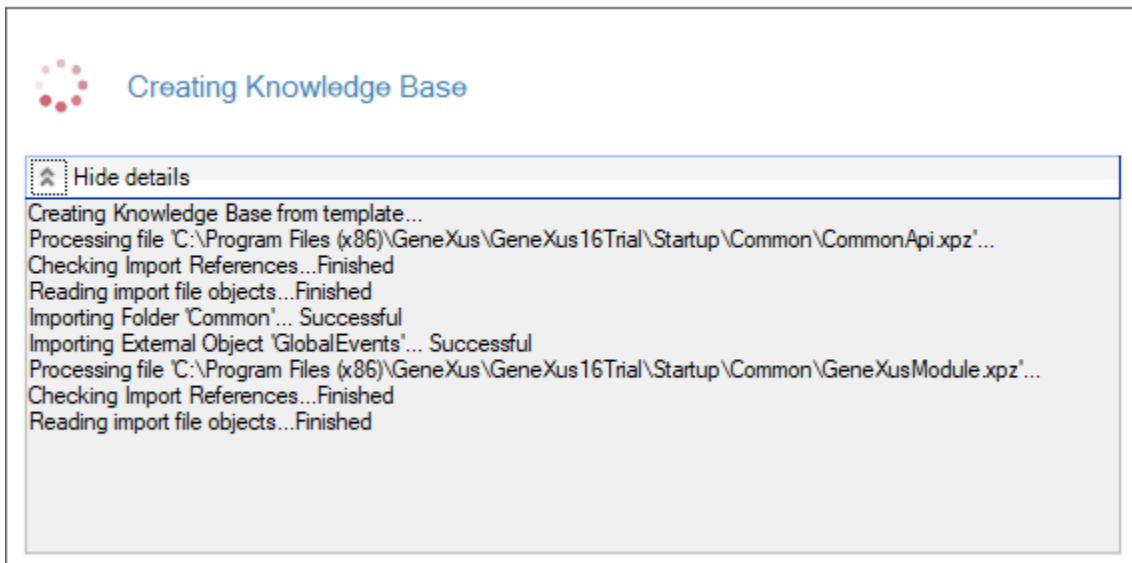 Creating Knowledge Base
Hide details
Creating Knowledge Base from template...
Processing file 'C:\Program Files (x86)\GeneXus\GeneXus16Trial\Startup\Common\CommonApi.xpz'...
Checking Import References...Finished
Reading import file objects...Finished
Importing Folder 'Common'... Successful
Importing External Object 'GlobalEvents'... Successful
Processing file 'C:\Program Files (x86)\GeneXus\GeneXus16Trial\Startup\Common\GeneXusModule.xpz'...
Checking Import References...Finished
Reading import file objects...Finished